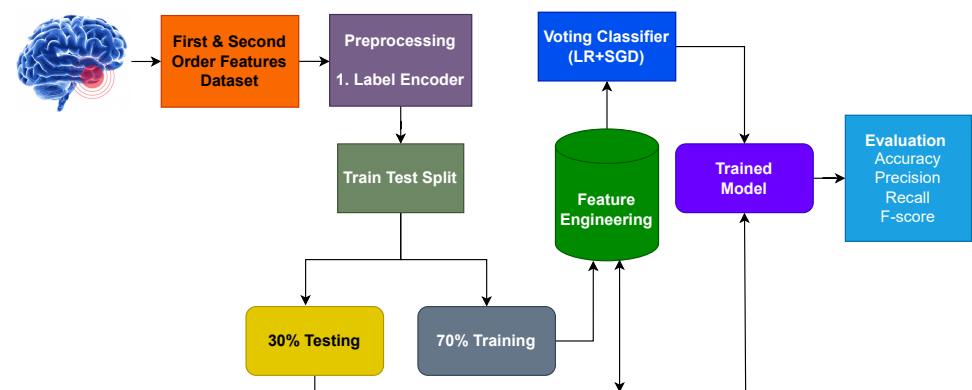 First & Second
Order Features
Dataset
Preprocessing
1. Label Encoder
Voting Classifier
(LR+SGD)
Train Test Split
Feature
Engineering
Trained
Model
Evaluation
Accuracy
Precision
Recall
F-score
30% Testing
70% Training